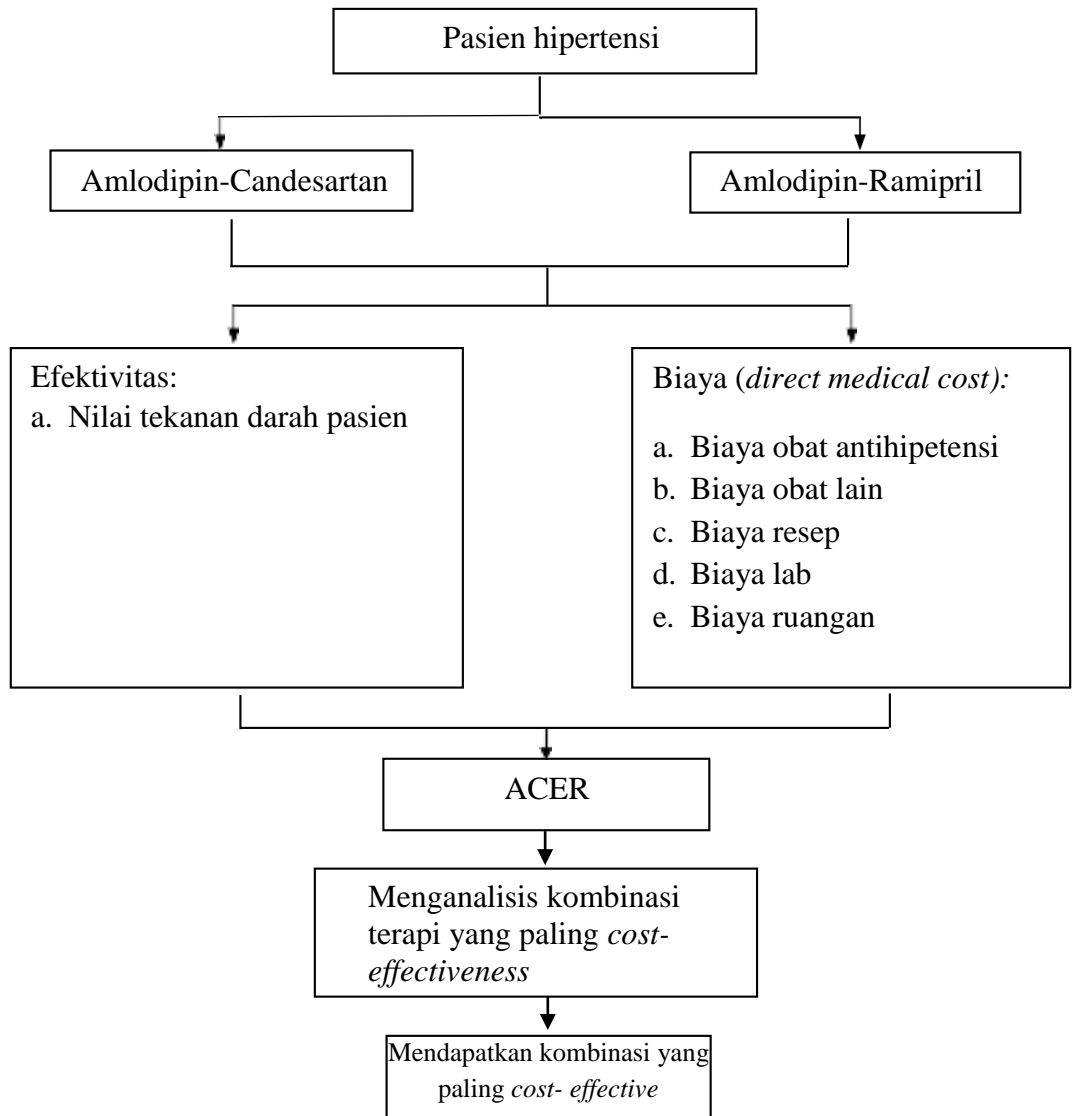 Pasien hipertensi
Amlodipin-Candesartan
Amlodipin-Ramipril
Efektivitas:
a. Nilai tekanan darah pasien
Biaya (direct medical cost):
a. Biaya obat antihipetensi
b. Biaya obat lain
c. Biaya resep
d. Biaya lab
e. Biaya ruangan
ACER
Menganalisis kombinasi
terapi yang paling cost-
effectiveness
Mendapatkan kombinasi yang
paling cost- effective